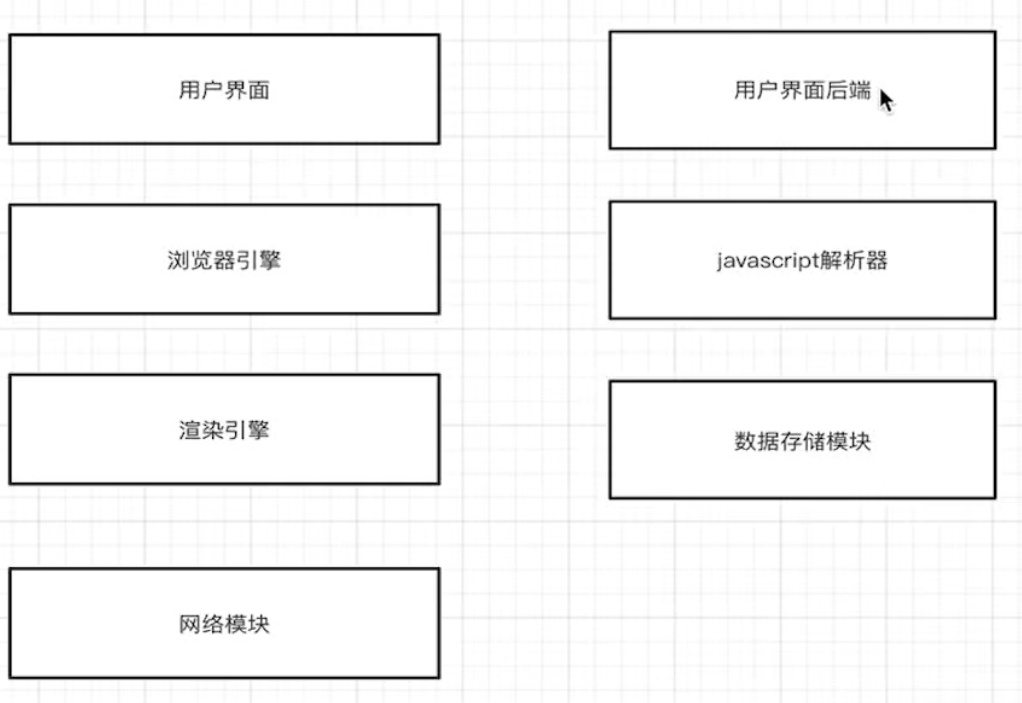 用户界面
用户界面后端
浏览器引擎
javascript解析器
渲染引擎
数据存储模块
网络模块